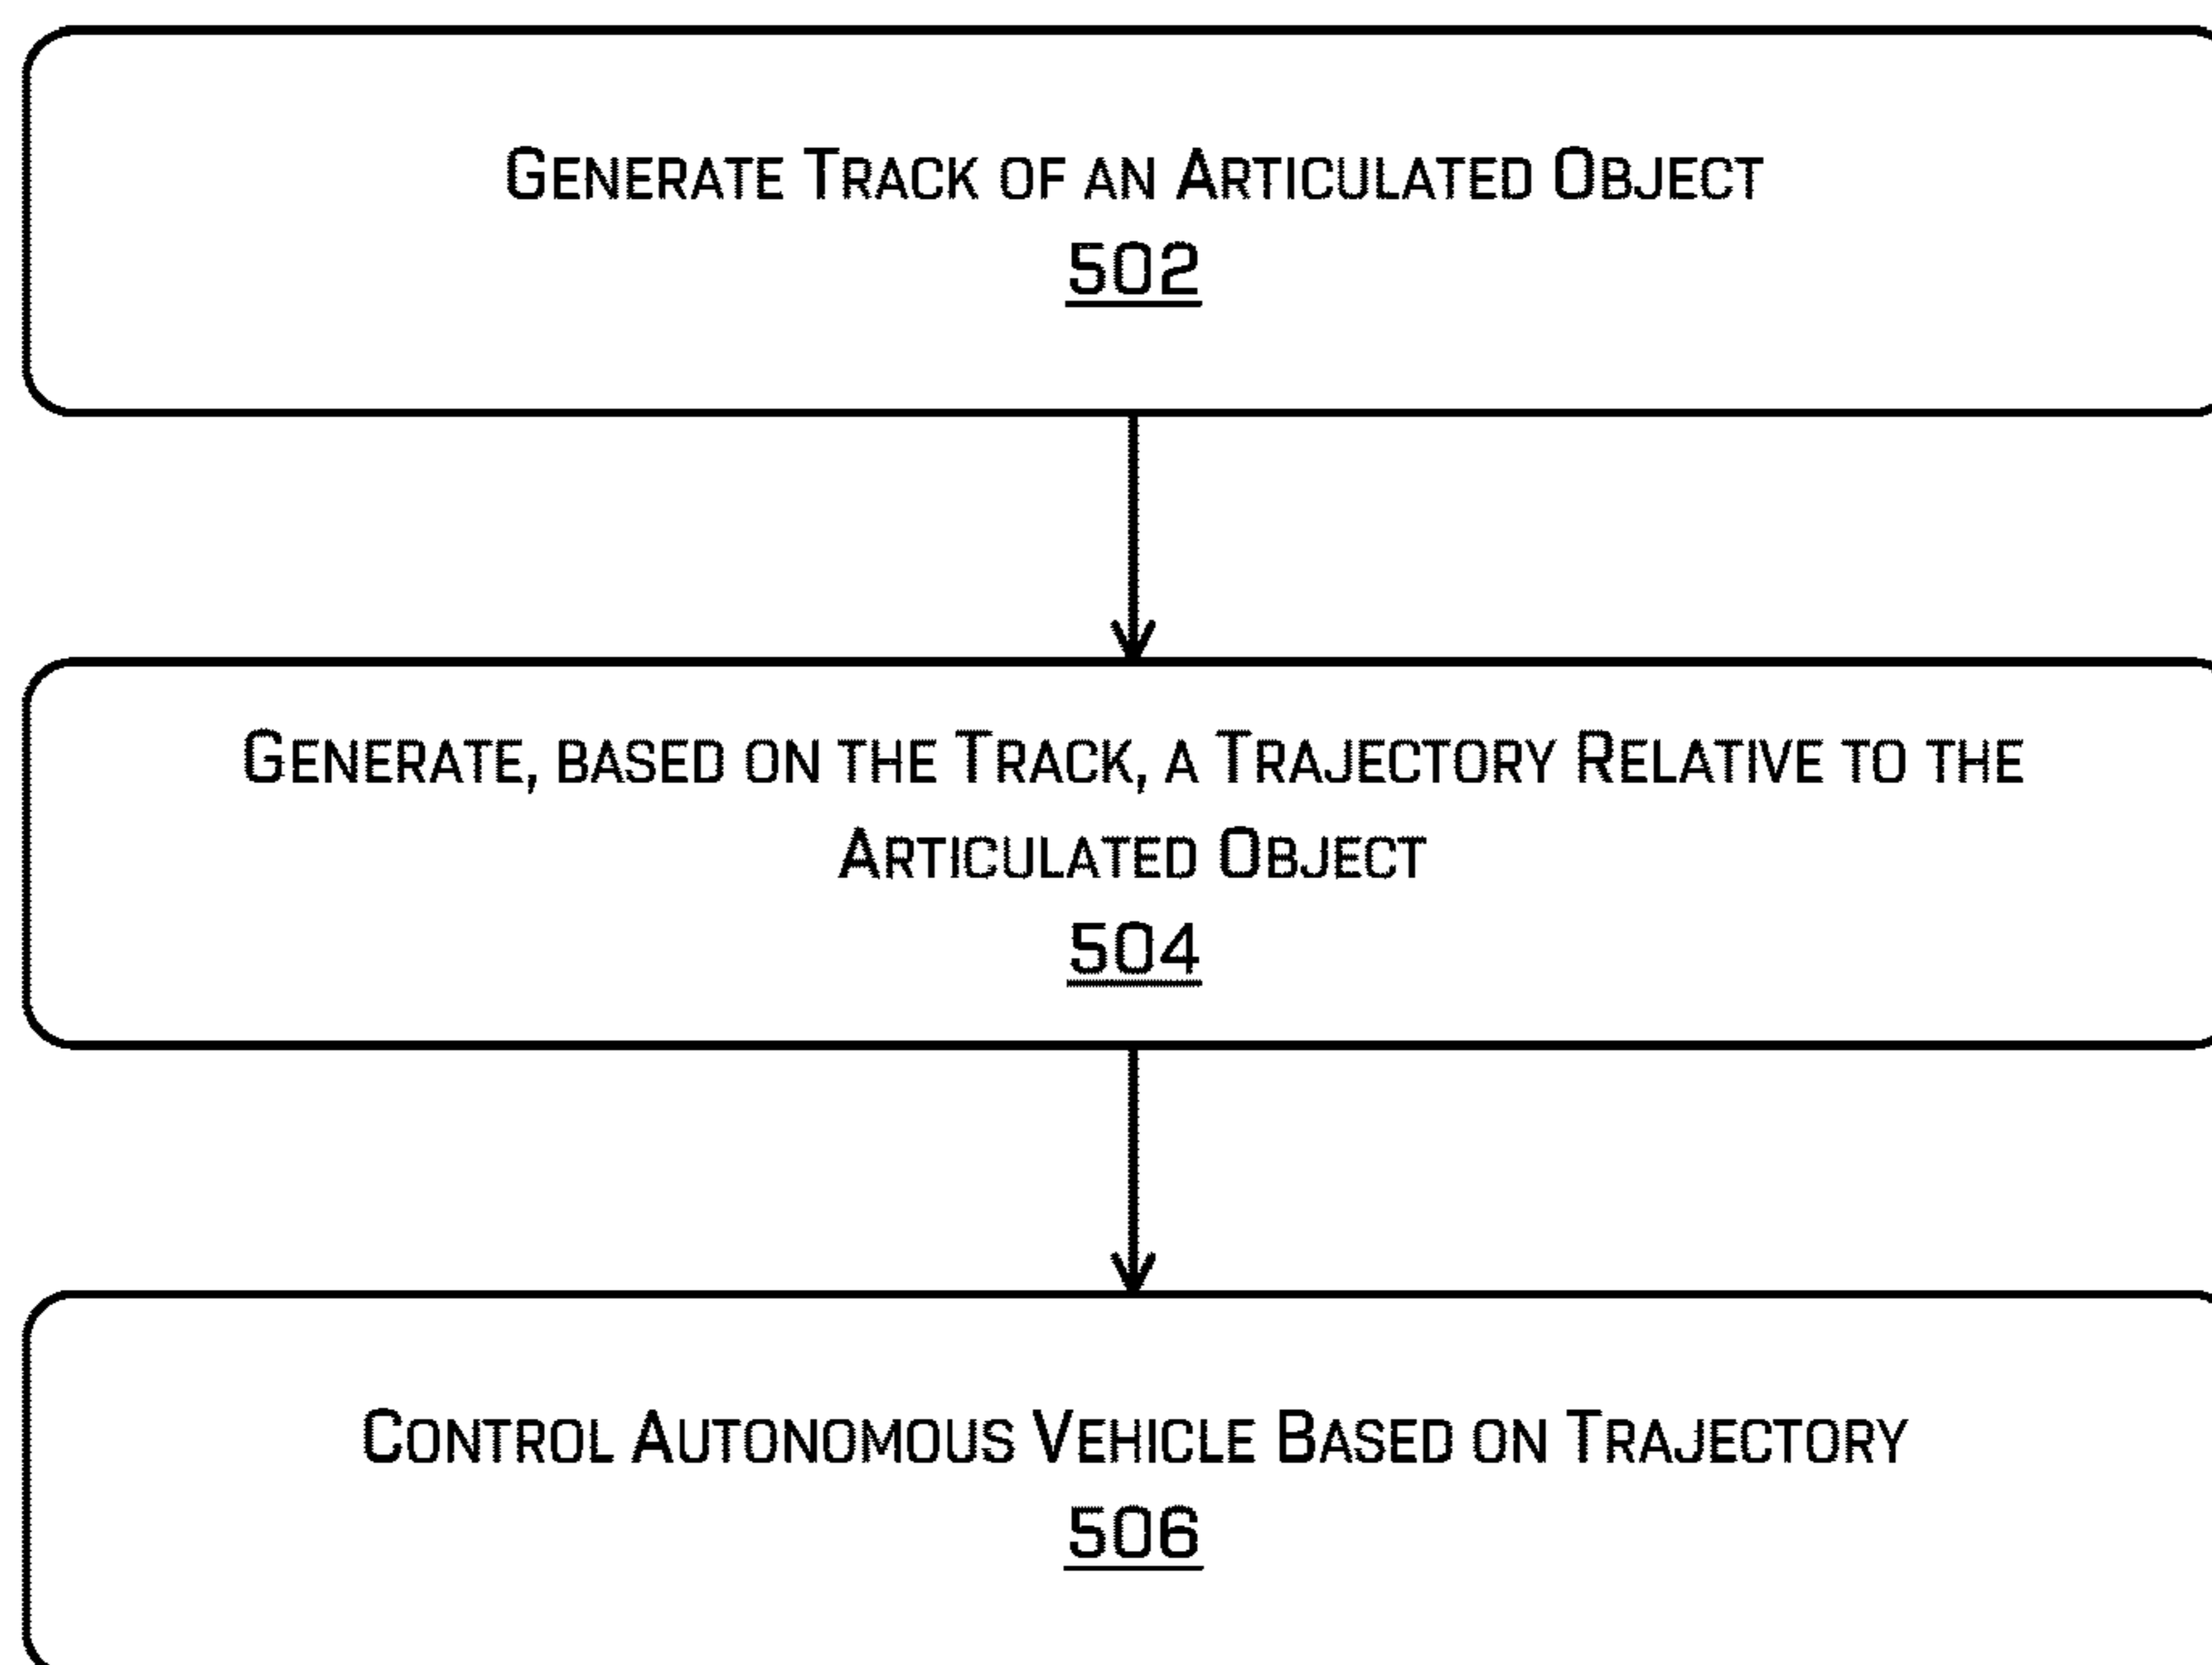 Generate Track of an Articulated Object
502
Generate, based on the Track, a Trajectory Relative to the
Articulated Object
504
Control Autonomous Vehicle Based on Trajectory
506